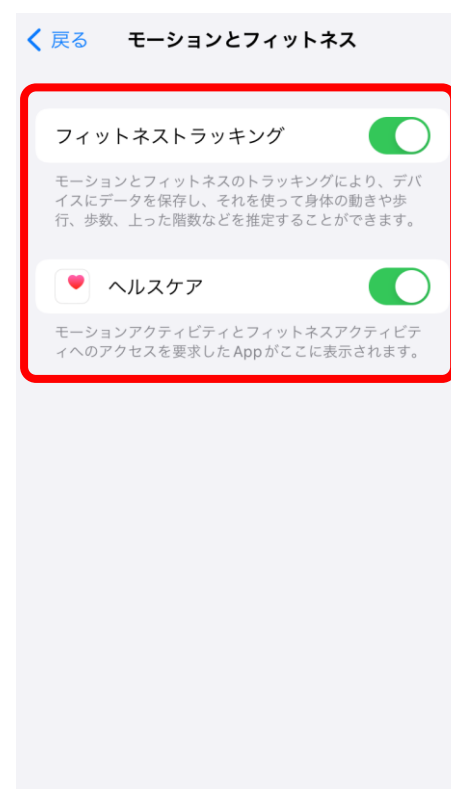 戻る モーションとフィットネス
フィットネストラッキング
モーションとフィットネスのトラッキングにより、デバ
イスにデータを保存し、それを使って身体の動きや歩
行、歩数、上った階数などを推定することができます。
ヘルスケア
モーションアクティビティとフィットネスアクティビテ
ィへのアクセスを要求したAppがここに表示されます。